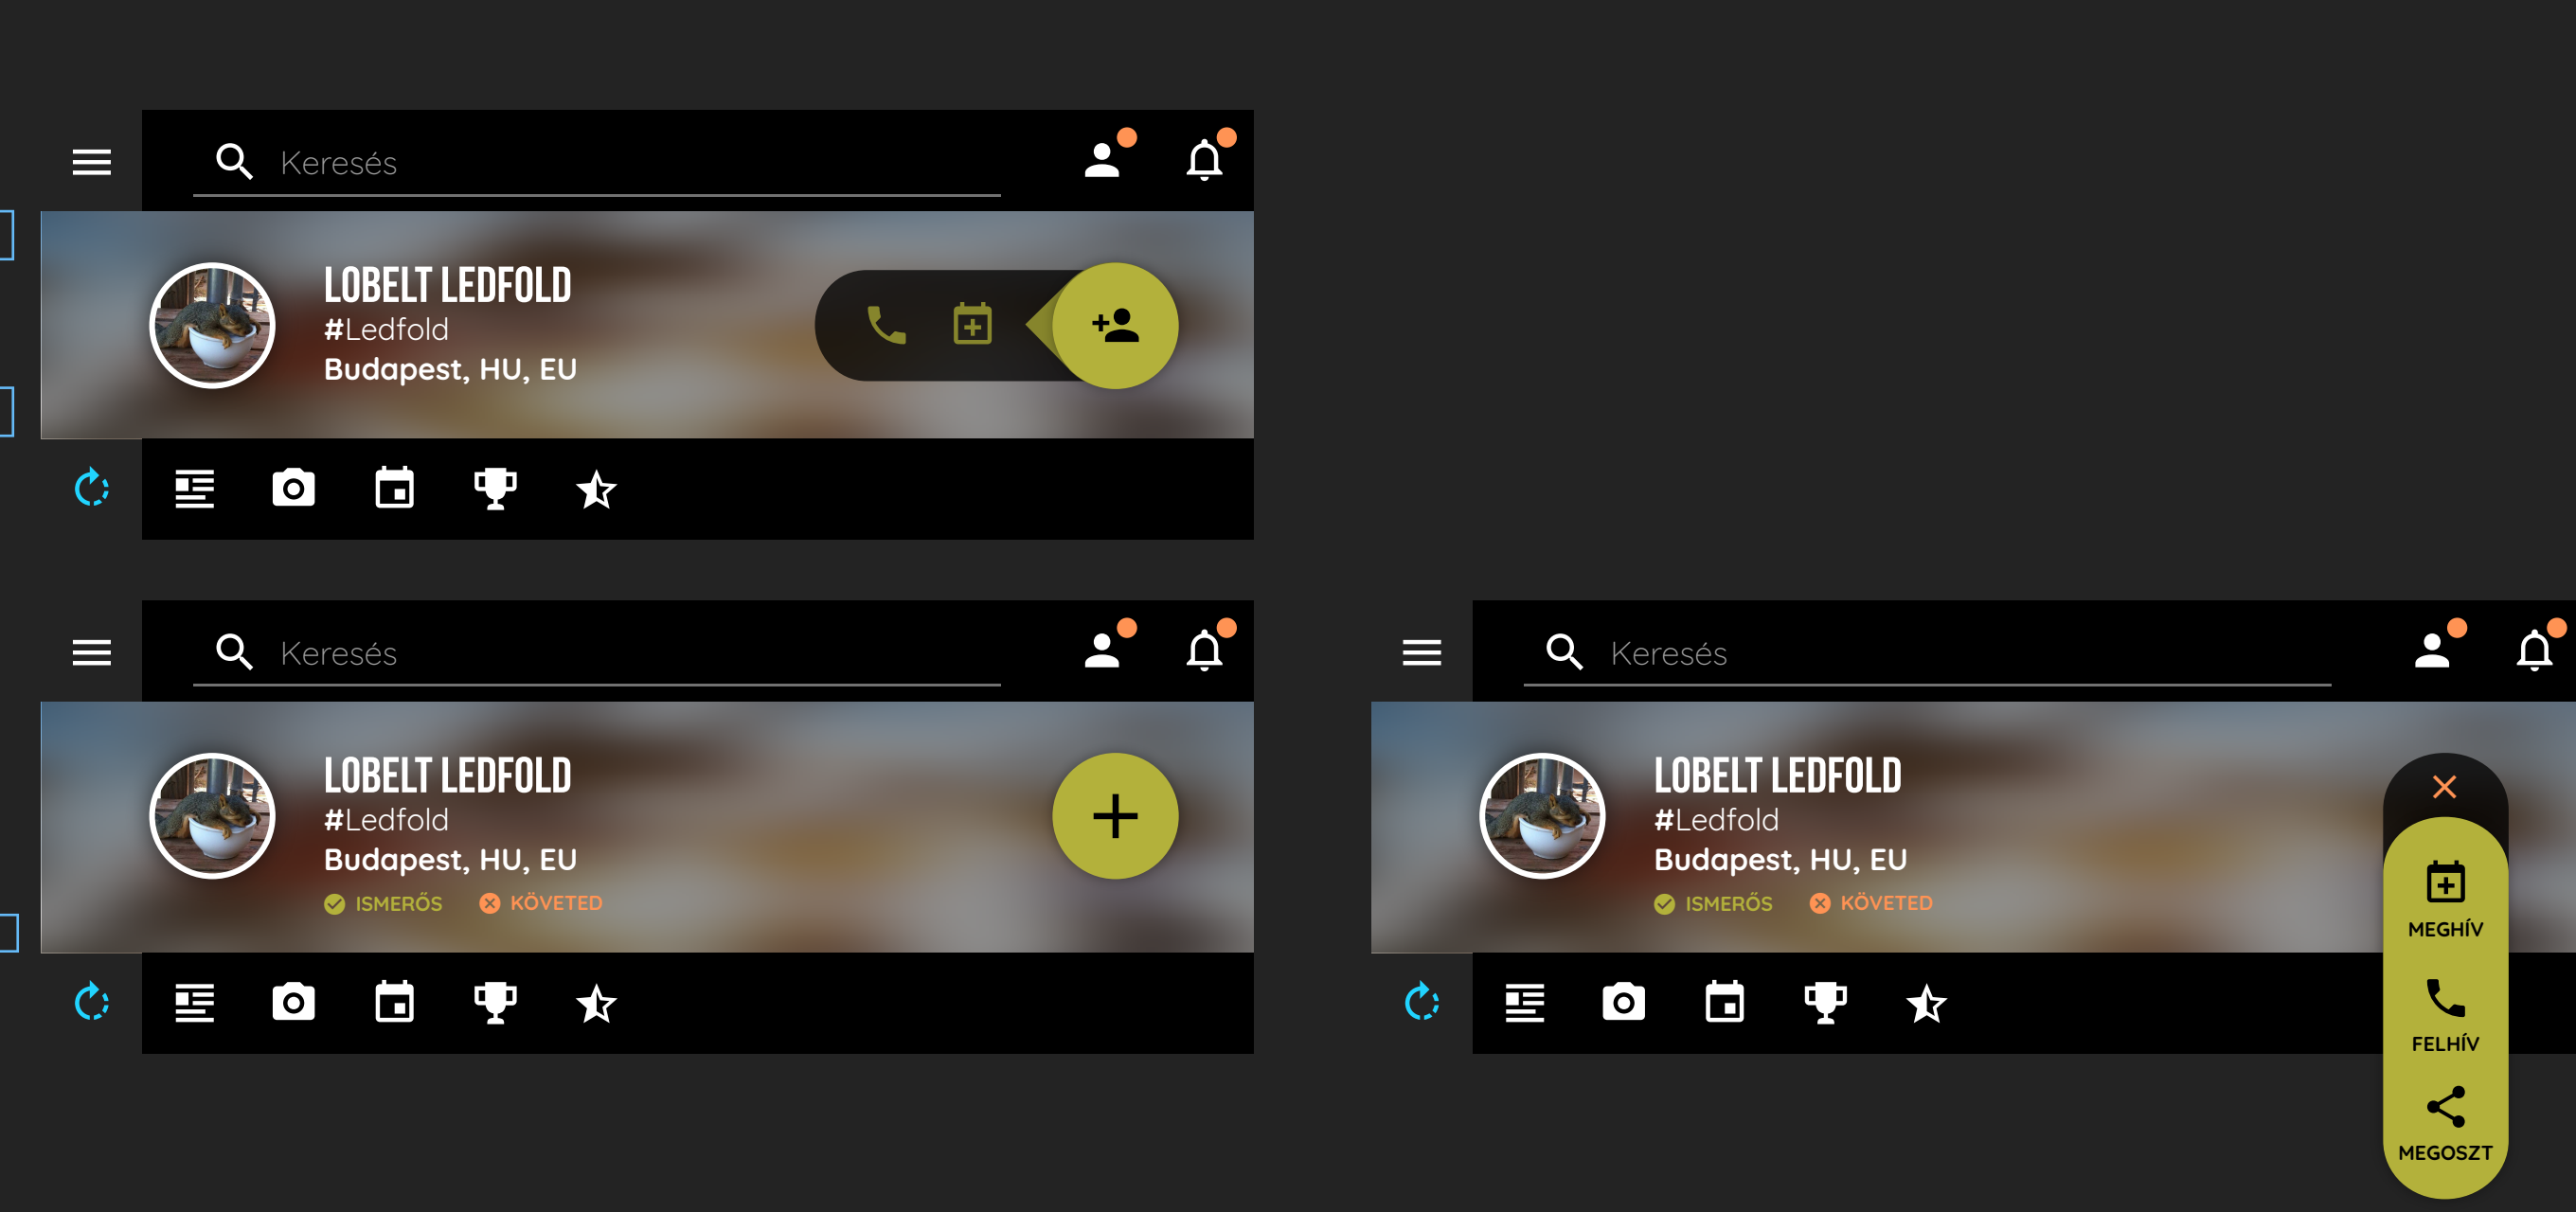 Keresés
LOBELT LEDFOLD
#Ledfold
Budapest, HU, EU
Keresés
LOBELT LEDFOLD
#Ledfold
Budapest, HU, EU
ISMERŐS KÖVETED
Keresés
LOBELT LEDFOLD
#Ledfold
Budapest, HU, EU
ISMERŐS KÖVETED
MEGHÍV
FELHÍV
MEGOSZT